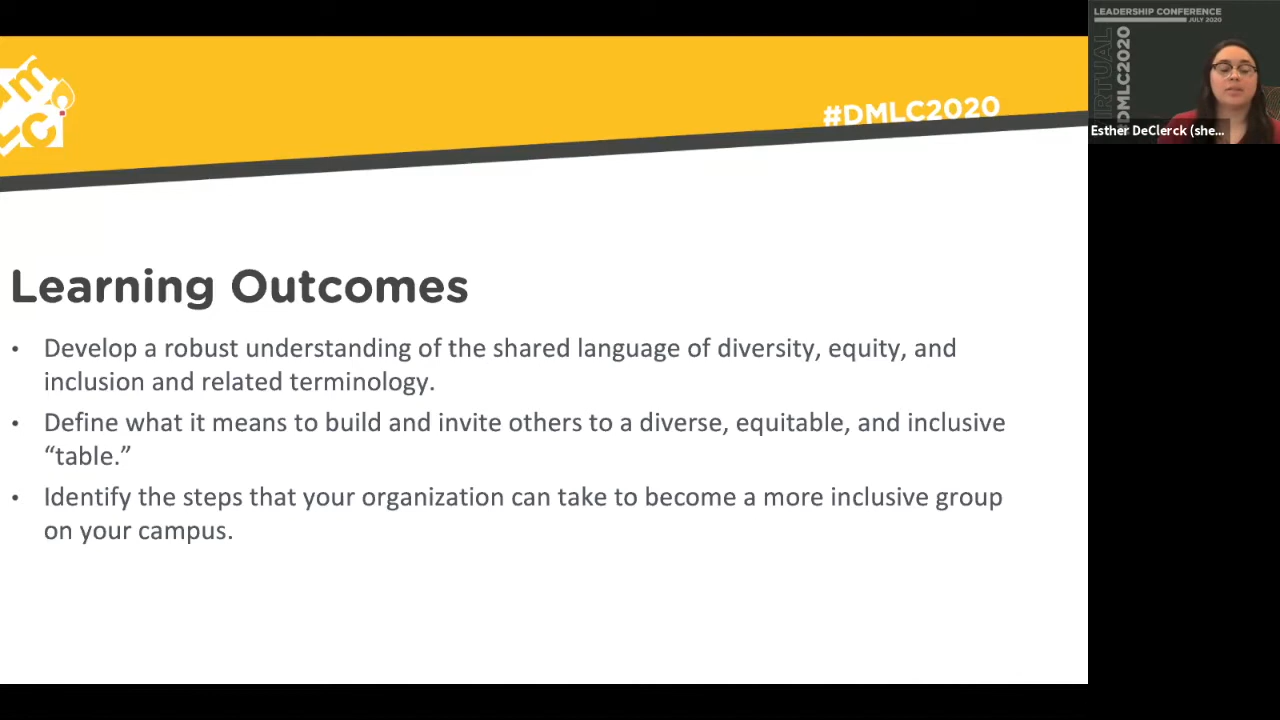 LEADERSHIP CONFERENCE
JULY 2020
VIRTUAL
#DMLC2020
Esther DeClerck (she...
#DMLC2020
Learning Outcomes
• Develop a robust understanding of the shared language of diversity, equity, and
inclusion and related terminology.
• Define what it means to build and invite others to a diverse, equitable, and inclusive
“table.”
• Identify the steps that your organization can take to become a more inclusive group
on your campus.